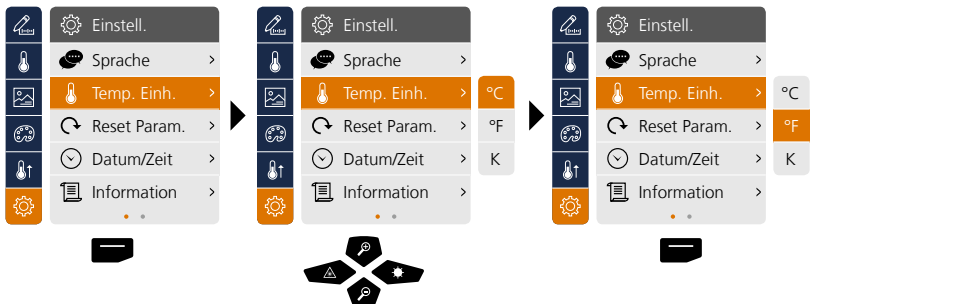 Einstell.
Sprache
Temp. Einh.
Reset Param.
Datum/Zeit
Information
Einstell.
Sprache
Temp. Einh.
Reset Param.
Datum/Zeit
Information
°C
°F
K
Einstell.
Sprache
Temp. Einh.
Reset Param.
Datum/Zeit
Information
°C
°F
K